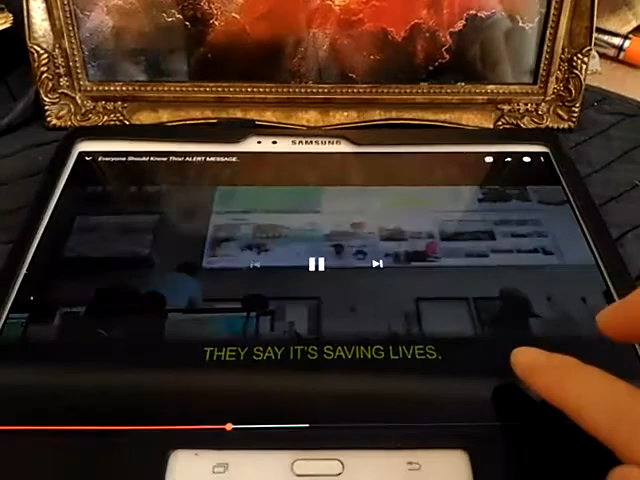 SAMSUNG
Everyone Should Know This! ALERT MESSAGE..
THEY SAY IT'S SAVING LIVES,